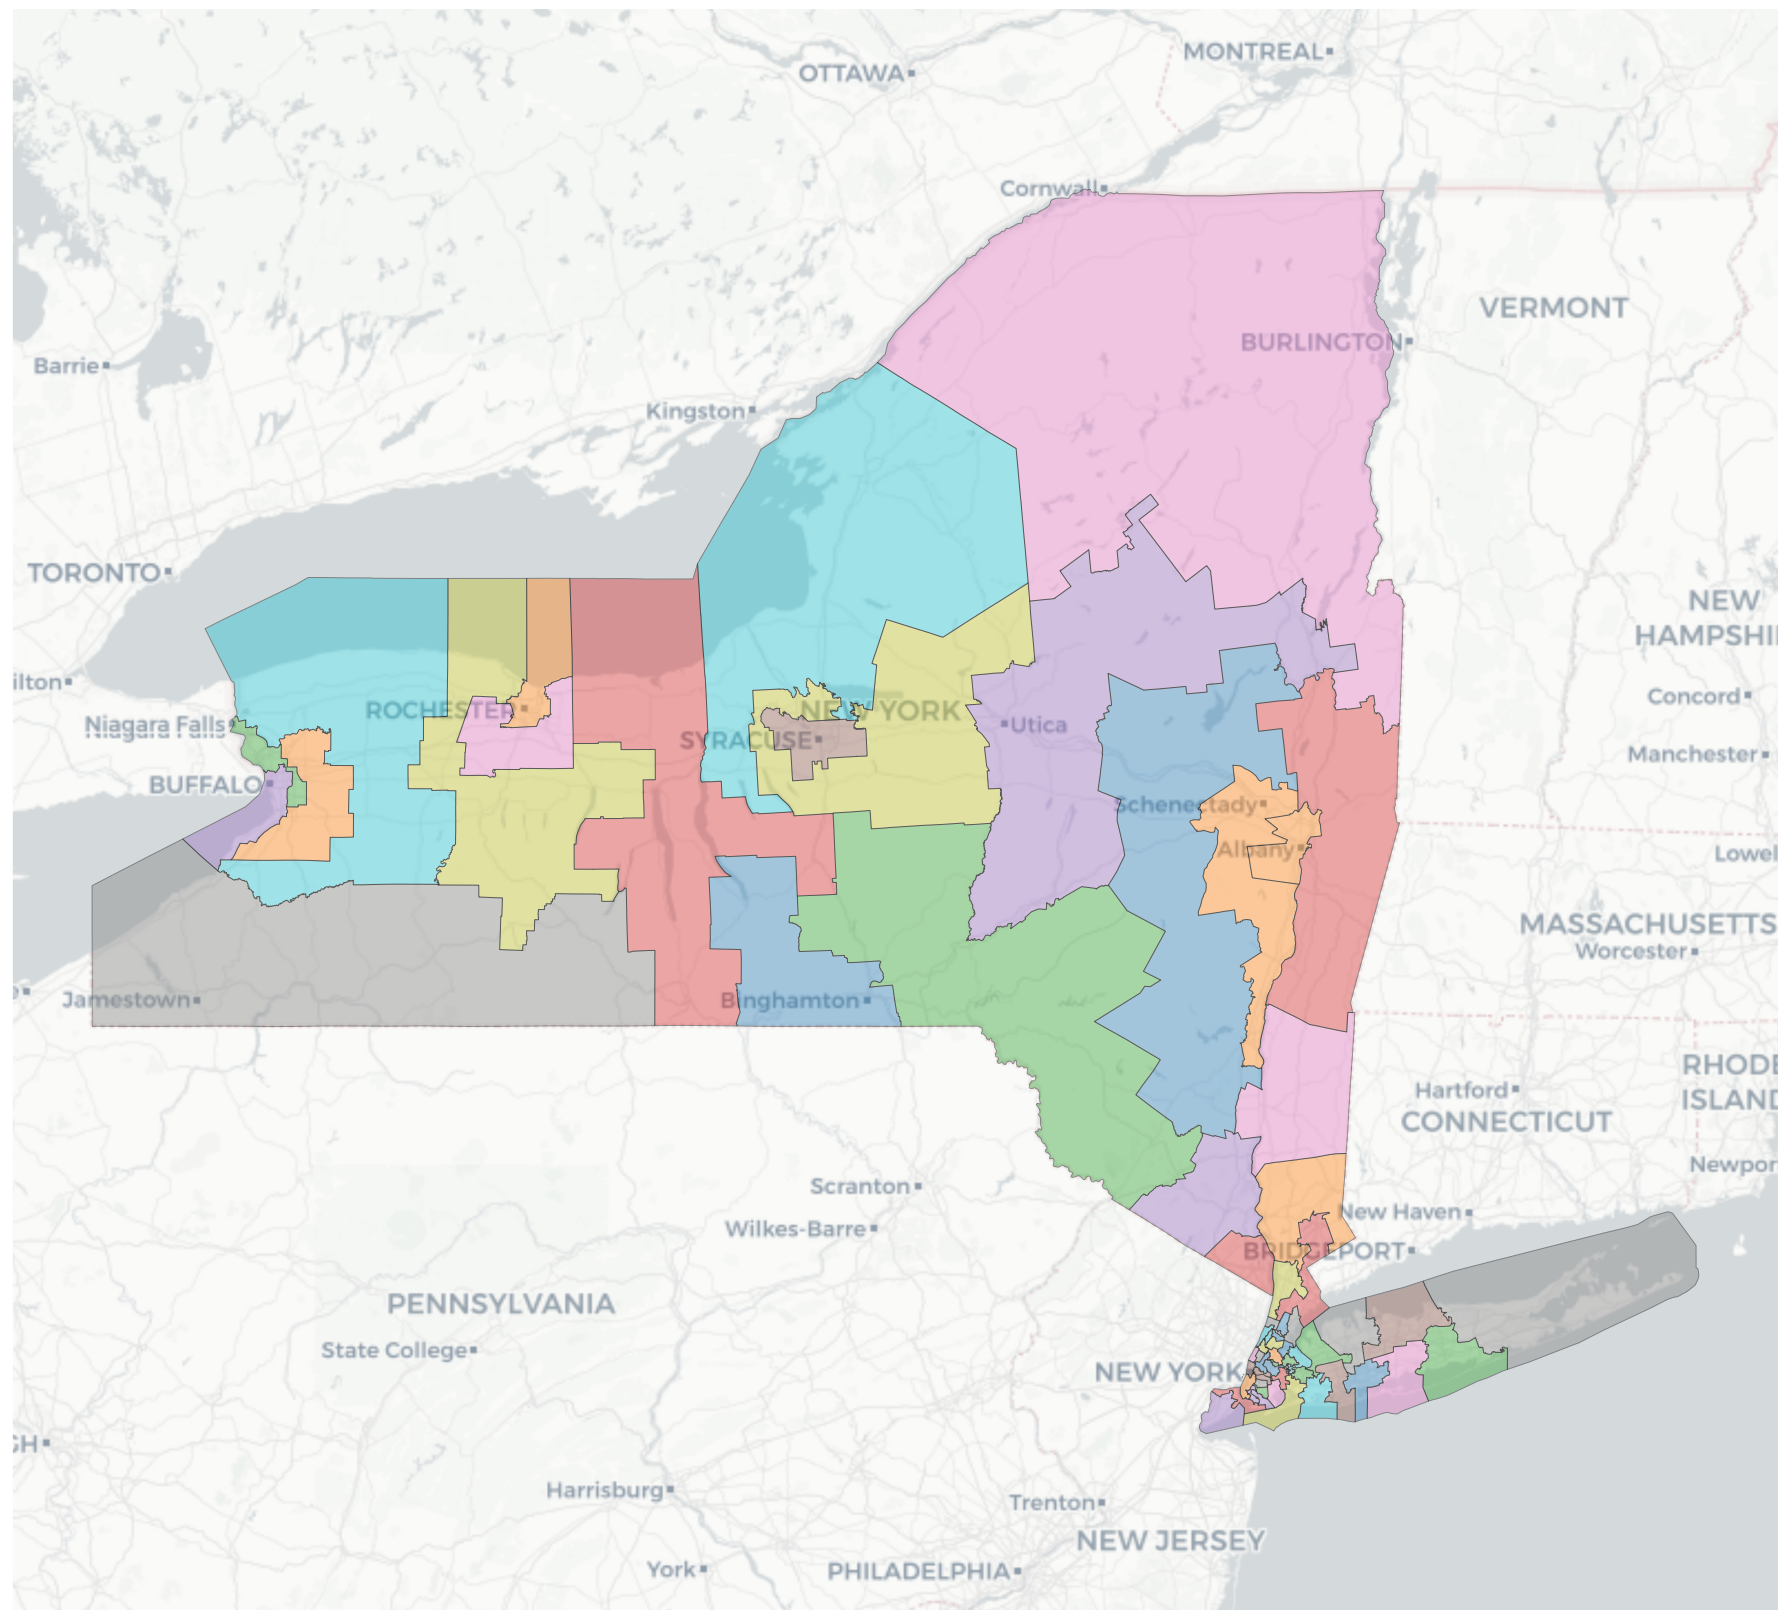 OTTAWA
MONTREAL
Cornwall
VERMONT
BURLINGTON
Barrie
Kingston
TORONTO
NEW
HAMPSHI
ilton
Concord
Niagara Falls
ROCHESTER
NEW YORK
Utica
SYRACUSE
Manchester
BUFFALO
Schenectady
Albany
Lowel
MASSACHUSETTS
Worcester
Jamestown
Binghamton
Hartford
CONNECTICUT
RHODE
ISLAND
Newpor
Scranton
Wilkes-Barre
New Haven
BRIDGEPORT
PENNSYLVANIA
State College
NEW YORK
GH
Harrisburg
Trenton
NEW JERSEY
York
PHILADELPHIA